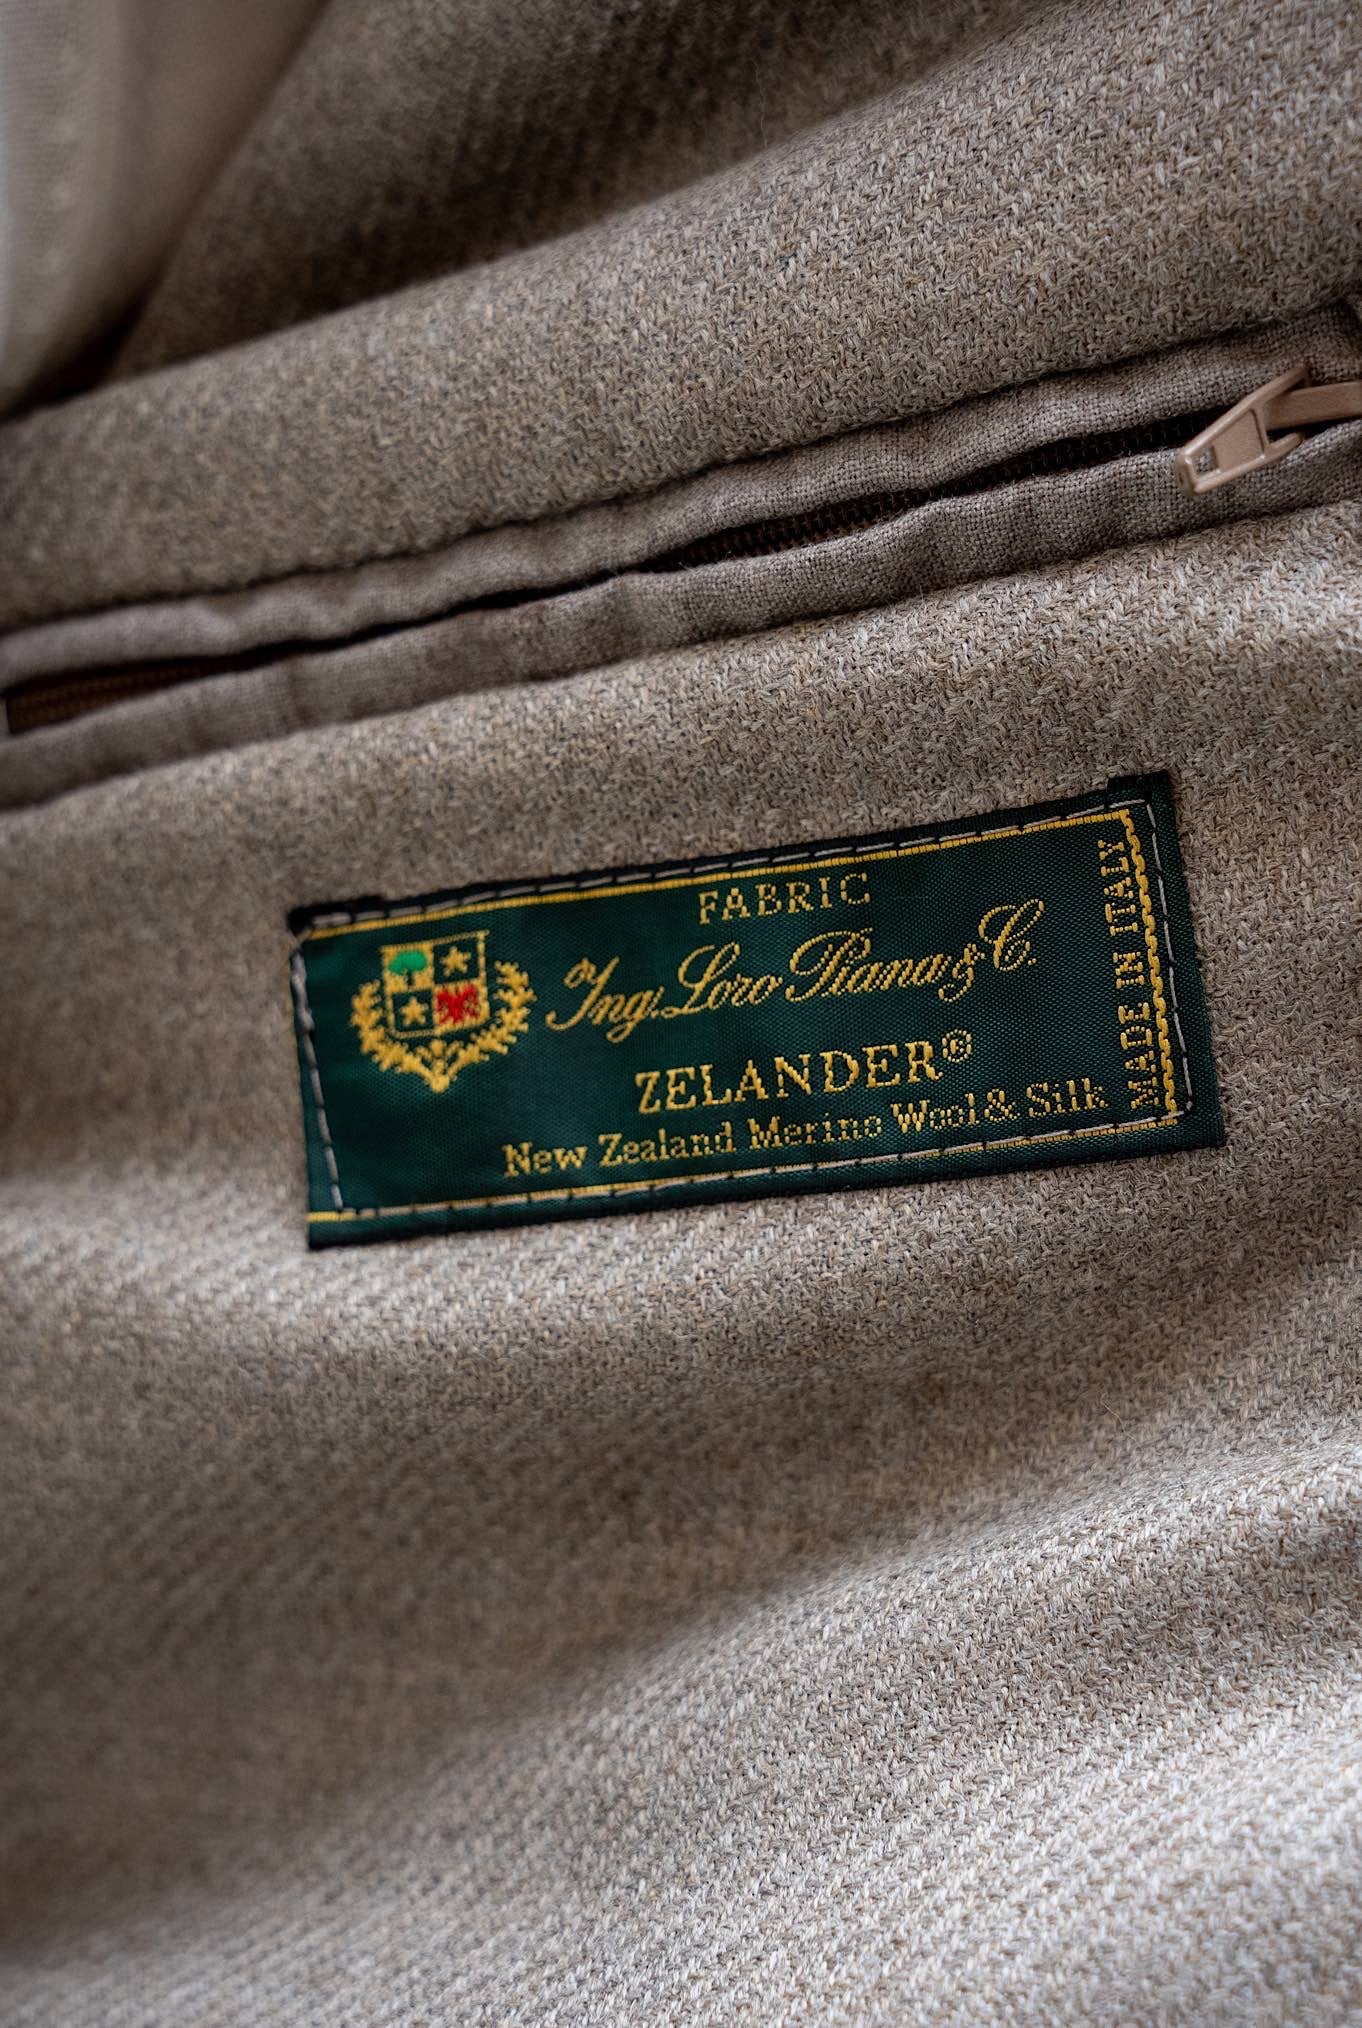 FABRIC
Ing. Loro Piana & C.
ZELANDER®
New Zealand Merino Wool & Silk
MADE IN ITALY